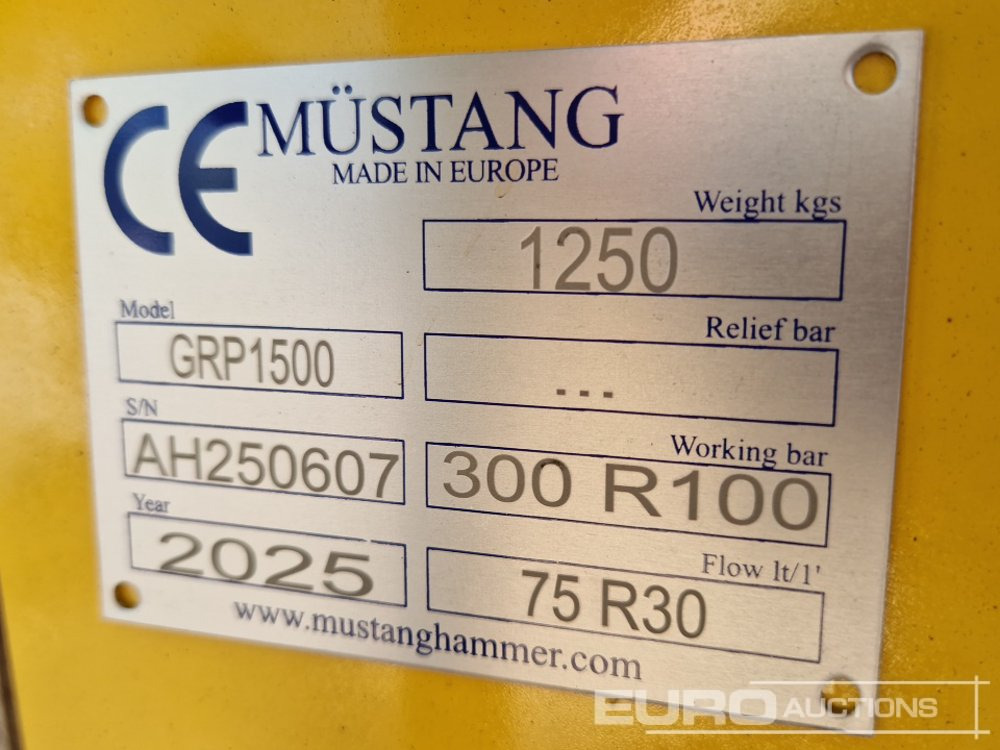 CE MÜSTANG
MADE IN EUROPE
Weight kgs
1250
Model
GRP1500
Relief bar
...
S/N
AH250607
Working bar
300 R100
Year
2025
Flow lt/1'
75 R30
www.mustanghammer.com
EURO AUCTIONS